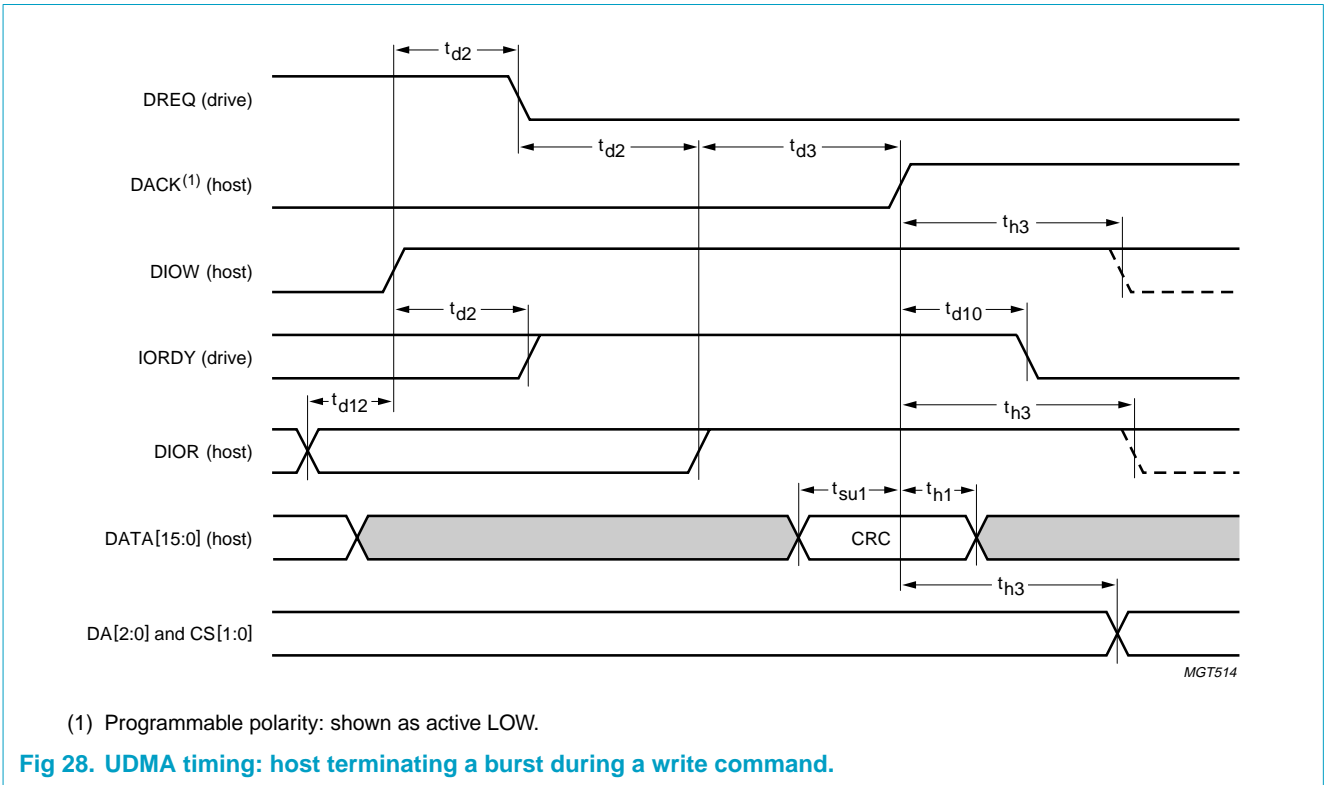 td2
DREQ (drive)
td2
td3
DACK(1) (host)
th3
DIOW (host)
td2
td10
IORDY (drive)
td12
th3
DIOR (host)
tsu1
th1
DATA[15:0] (host)
CRC
th3
DA[2:0] and CS[1:0]
MGT514
(1) Programmable polarity: shown as active LOW.
Fig 28. UDMA timing: host terminating a burst during a write command.